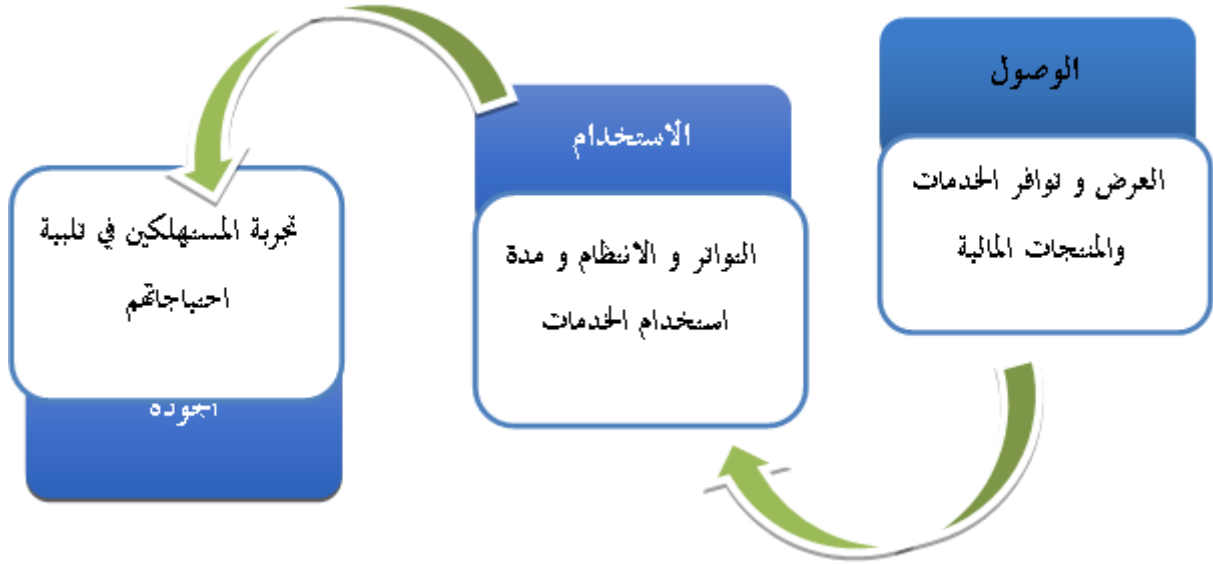 الوصول
العرض و توافر الخدمات
والمنتجات المالية
الاستخدام
التواتر و الانتظام و مدة
استخدام الخدمات
تجربة المستهلكين في تلبية
احتياجاتهم
الجودة